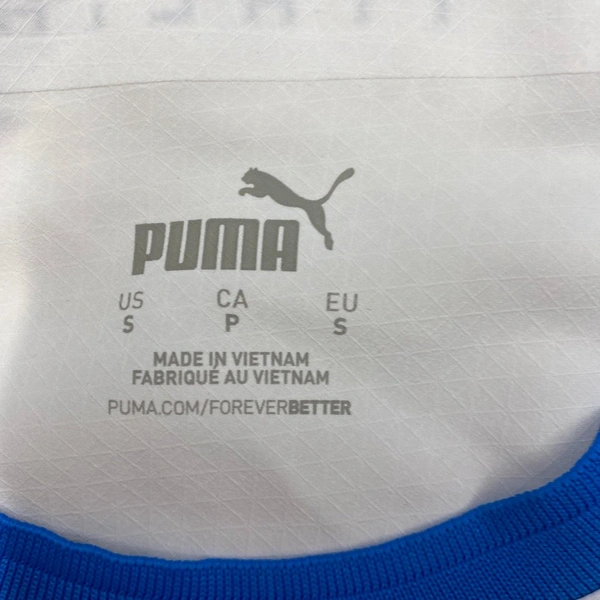 PUMA
US CA EU
S P S
MADE IN VIETNAM
FABRIQUÉ AU VIETNAM
PUMA.COM/FOREVERBETTER